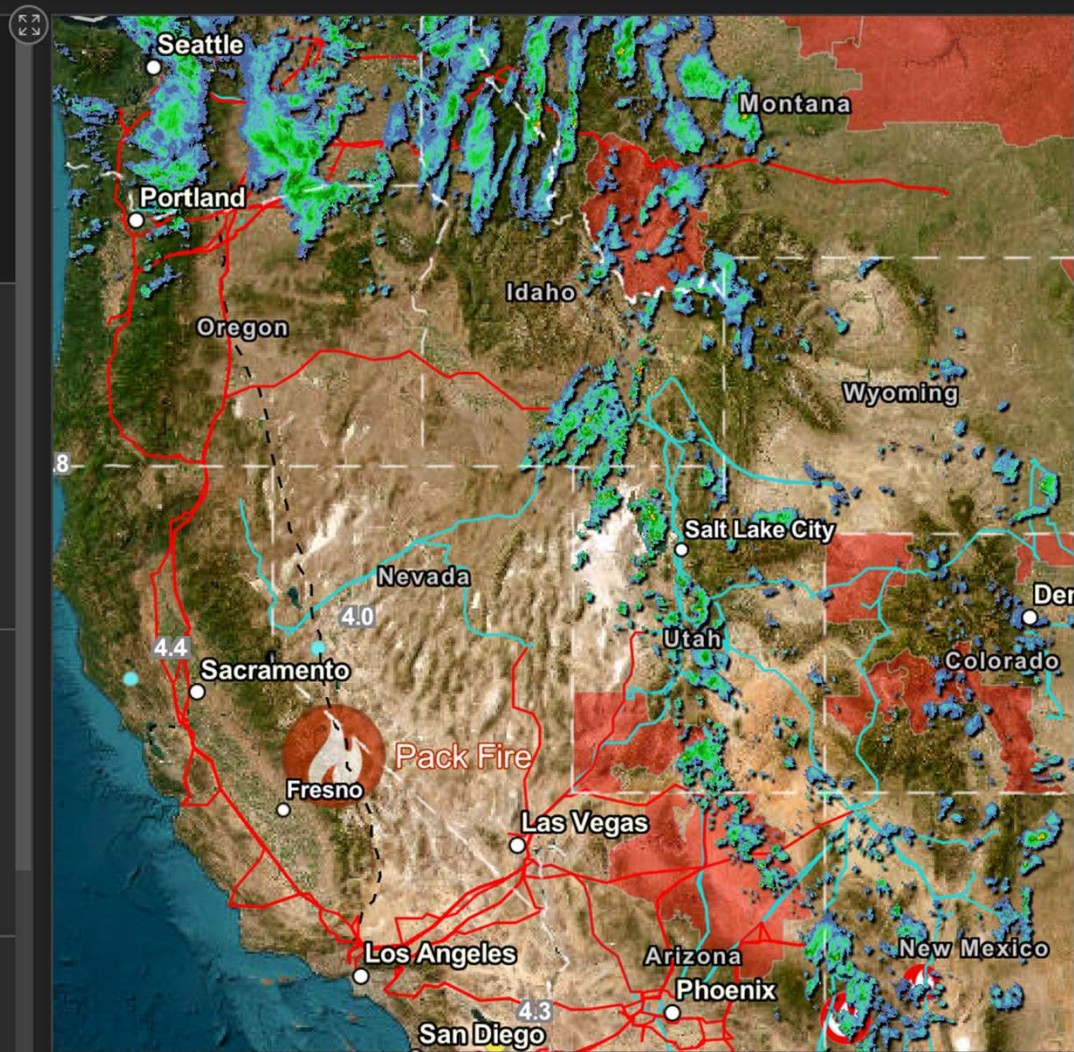 Seattle
Montana
Portland
Idaho
Oregon
Wyoming
.8
Salt Lake City
Nevada
Der
4.0
Utah
4.4
Colorado
Sacramento
Pack Fire
Fresno
Las Vegas
New Mexico
Los Angeles
Arizona
Phoenix
4.3
San Diego